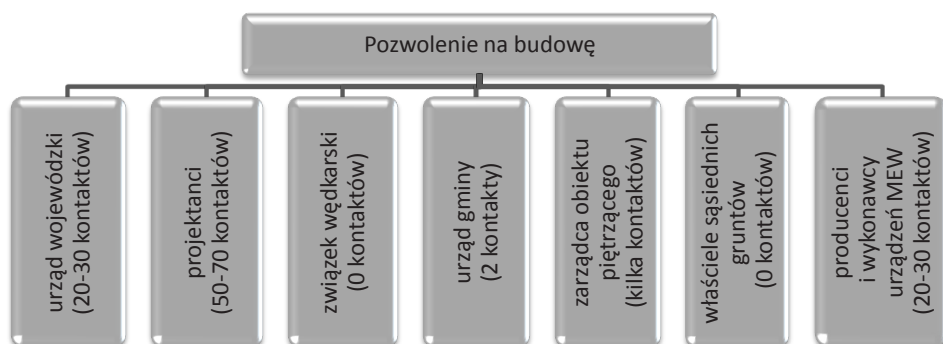 Pozwolenie na budowę
urząd wojewódzki
(20-30 kontaktów)
projektanci
(50-70 kontaktów)
związek wędkarski
(0 kontaktów)
urząd gminy
(2 kontakty)
zarządca obiektu
piętrzącego
(kilka kontaktów)
właściele sąsiednich
gruntów
(0 kontaktów)
producenci
i wykonawcy
urządzeń MEW
(20-30 kontaktów)